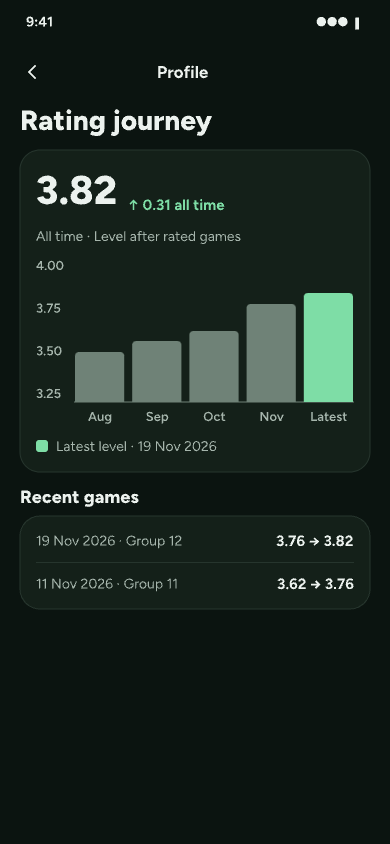 9:41
Profile
Rating journey
3.82 ↑ 0.31 all time
All time · Level after rated games
4.00
3.75
3.50
3.25
Aug Sep Oct Nov Latest
Latest level · 19 Nov 2026
Recent games
19 Nov 2026 · Group 12 3.76 → 3.82
11 Nov 2026 · Group 11 3.62 → 3.76